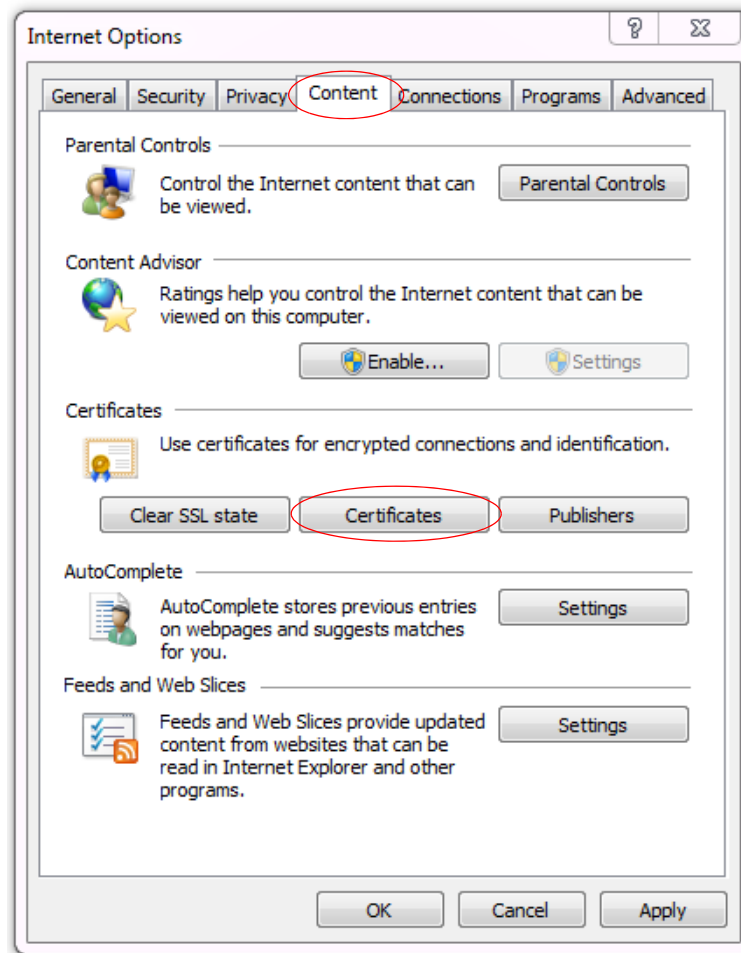 Internet Options
General Security Privacy Content Connections Programs Advanced
Parental Controls
Control the Internet content that can
be viewed.
Parental Controls
Content Advisor
Ratings help you control the Internet content that can be
viewed on this computer.
Enable... Settings
Certificates
Use certificates for encrypted connections and identification.
Clear SSL state Certificates Publishers
AutoComplete
AutoComplete stores previous entries
on webpages and suggests matches
for you.
Settings
Feeds and Web Slices
Feeds and Web Slices provide updated
content from websites that can be
read in Internet Explorer and other
programs.
Settings
OK Cancel Apply